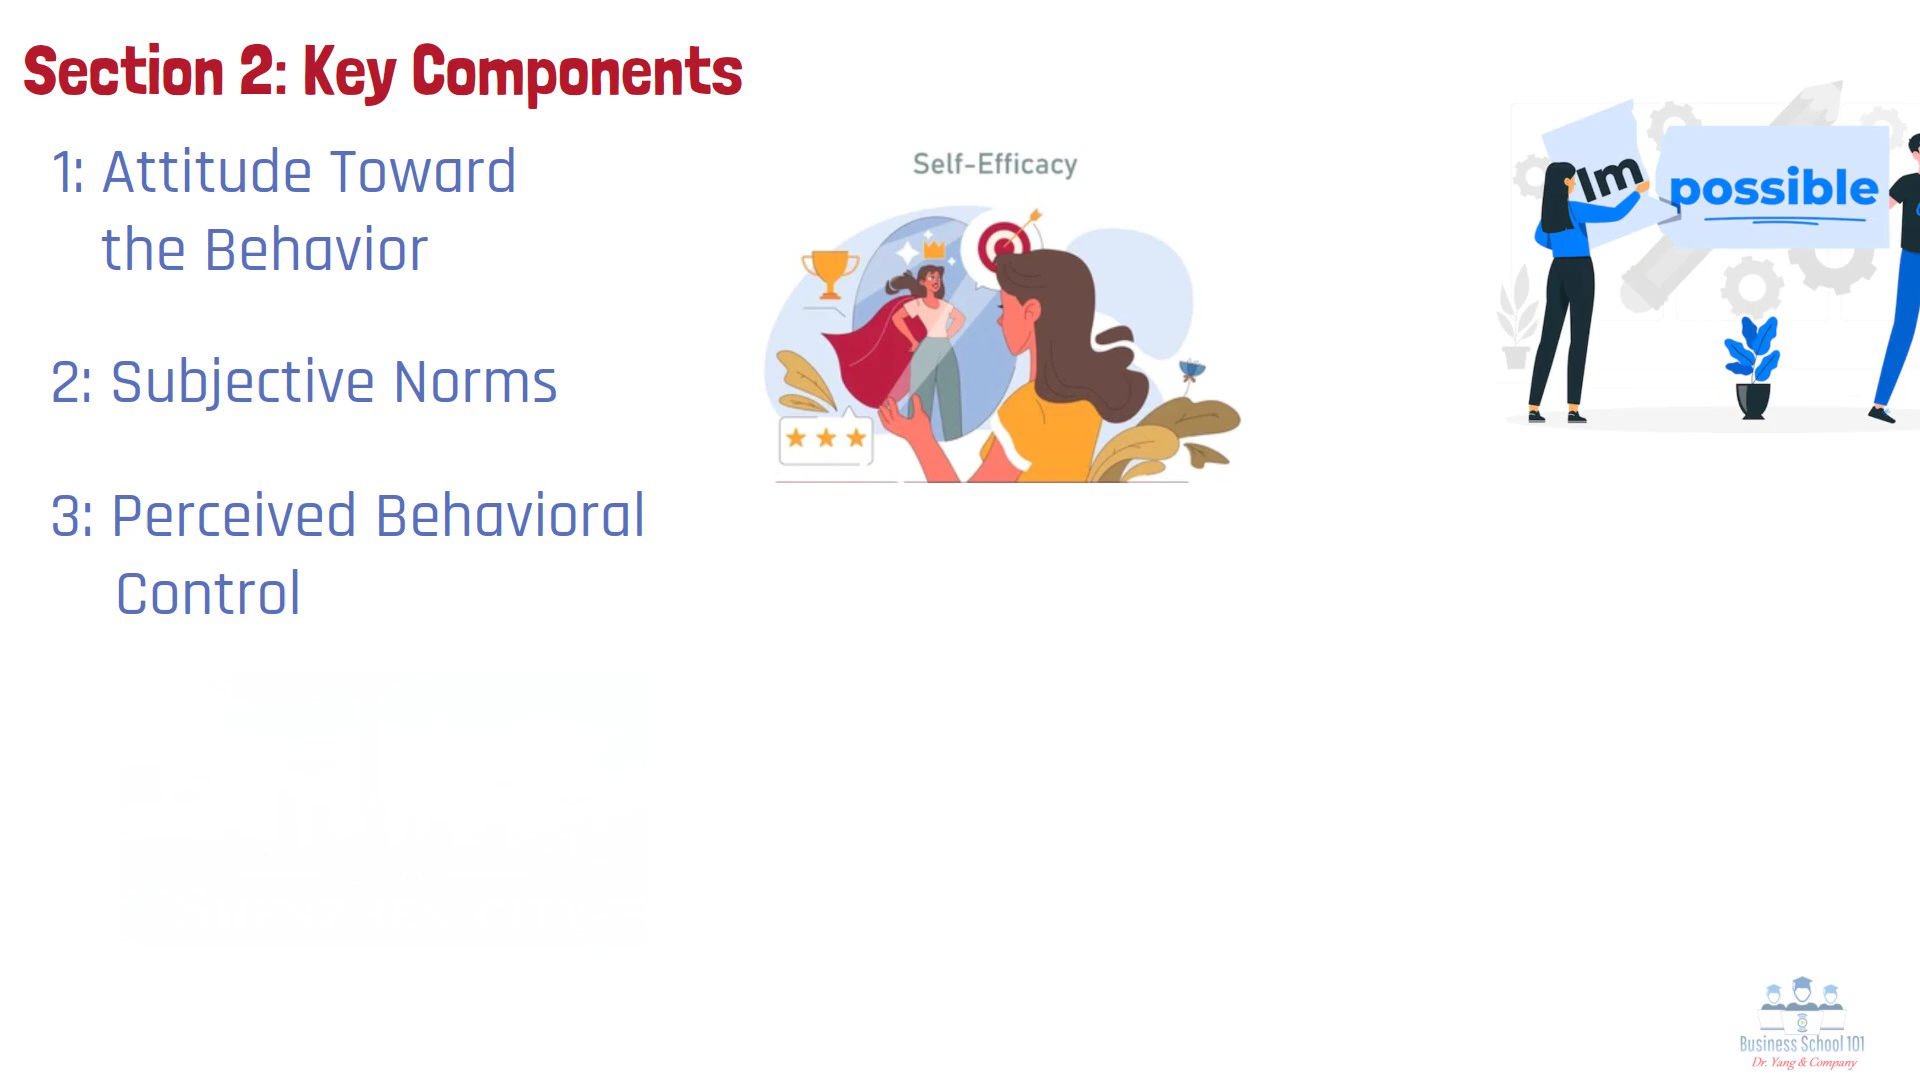 Section 2: Key Components
1: Attitude Toward
the Behavior
2: Subjective Norms
3: Perceived Behavioral
Control
Self-Efficacy
Im
possible
Business School 101
Dr. Yang & Company